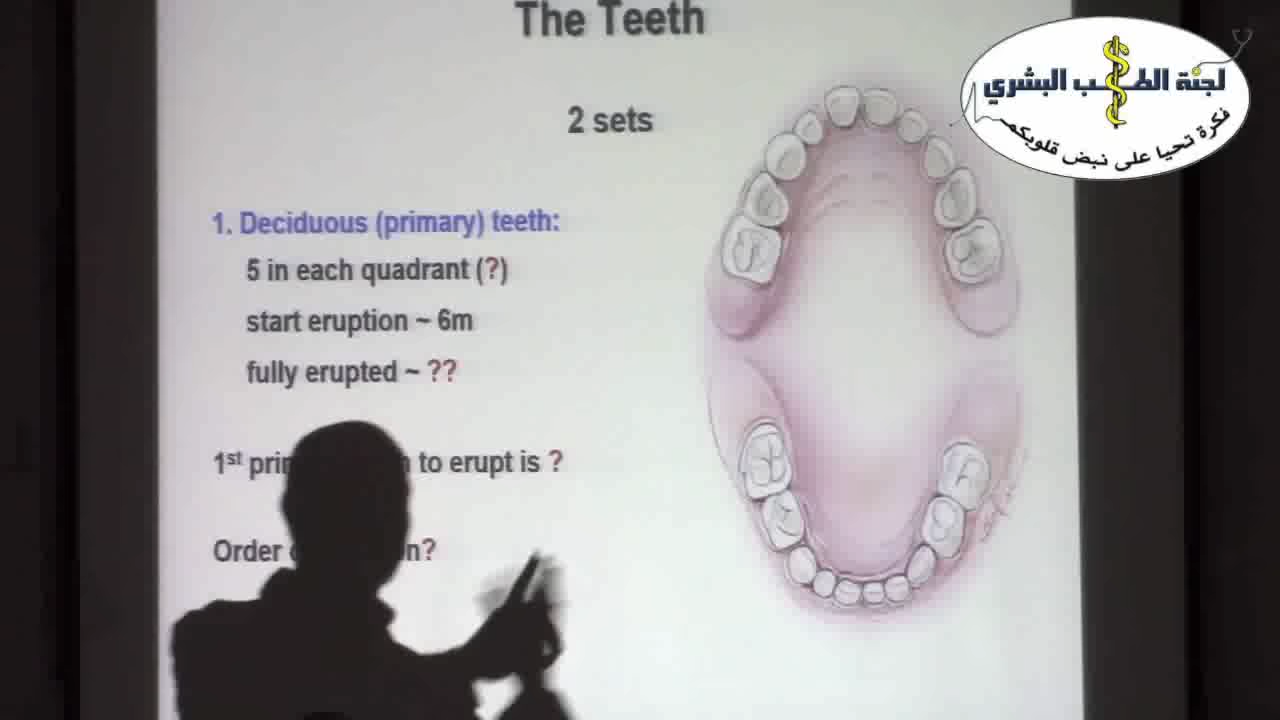 The Teeth
2 sets
لجنة الطب البشري
فكرة تحيا على نبض قلوبكم
1. Deciduous (primary) teeth:
5 in each quadrant (?)
start eruption ~ 6m
fully erupted ~ ??
1st to erupt is ?
Order ?